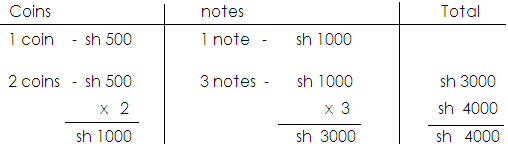 Coins notes Total
1 coin - sh 500 1 note - sh 1000
2 coins - sh 500 3 notes - sh 1000 sh 3000
x 2 x 3 sh 4000
sh 1000 sh 3000 sh 4000